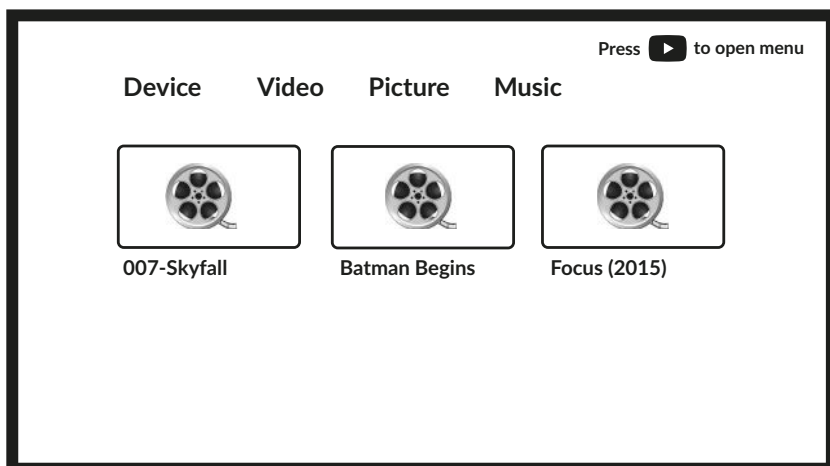 Press to open menu
Device Video Picture Music
007-Skyfall Batman Begins Focus (2015)